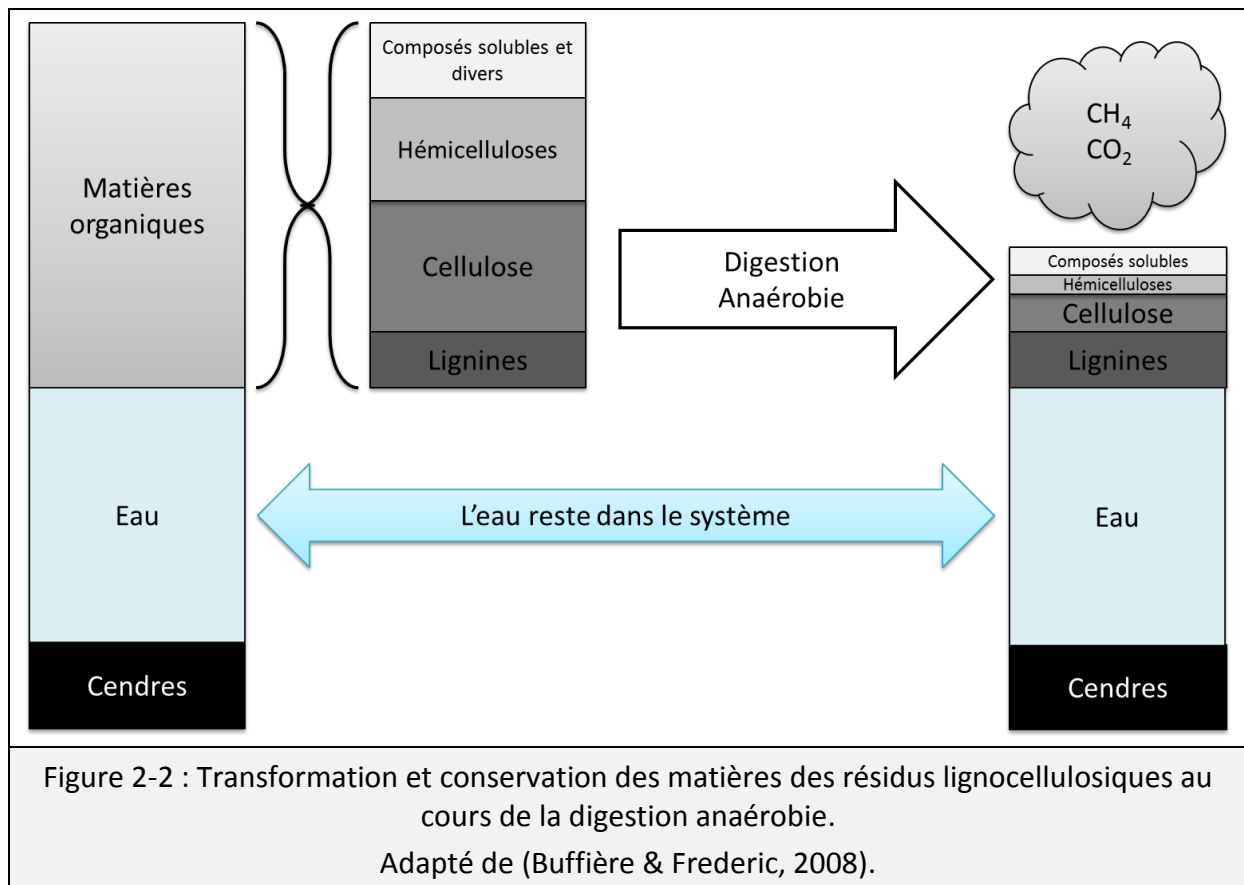 Matières
organiques
Eau
Cendres
Composés solubles et
divers
Hémicelluloses
Cellulose
Lignines
Digestion
Anaérobie
L'eau reste dans le système
CH₄
CO₂
Composés solubles
Hémicelluloses
Cellulose
Lignines
Eau
Cendres
Figure 2-2 : Transformation et conservation des matières des résidus lignocellulosiques au
cours de la digestion anaérobie.
Adapté de (Buffière & Frederic, 2008).